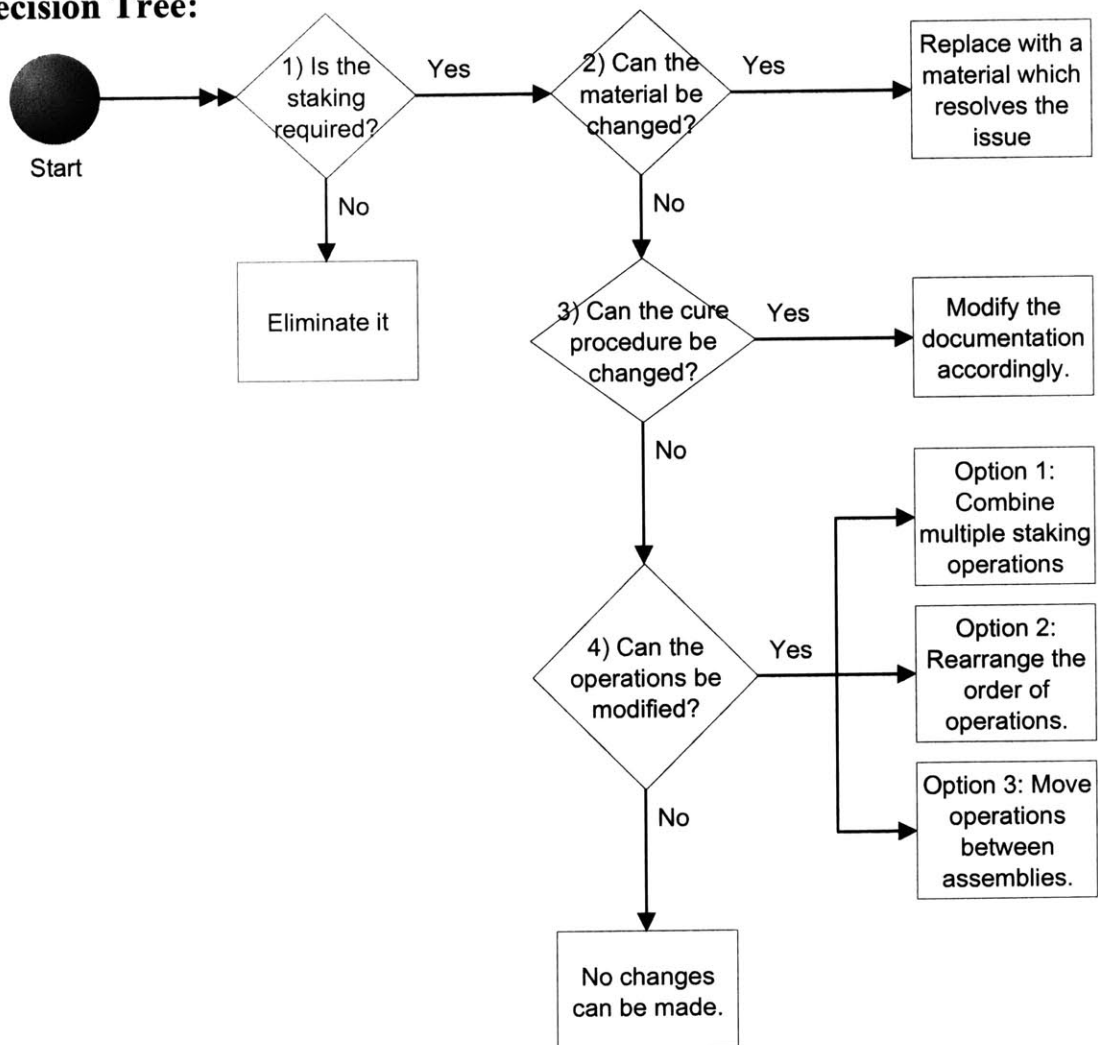 ecision Tree:
Start
1) Is the
staking
required?
Yes
No
Eliminate it
2) Can the
material be
changed?
Yes
No
Replace with a
material which
resolves the
issue
3) Can the cure
procedure be
changed?
Yes
No
Modify the
documentation
accordingly.
4) Can the
operations be
modified?
Yes
No
Option 1:
Combine
multiple staking
operations
Option 2:
Rearrange the
order of
operations.
Option 3: Move
operations
between
assemblies.
No changes
can be made.